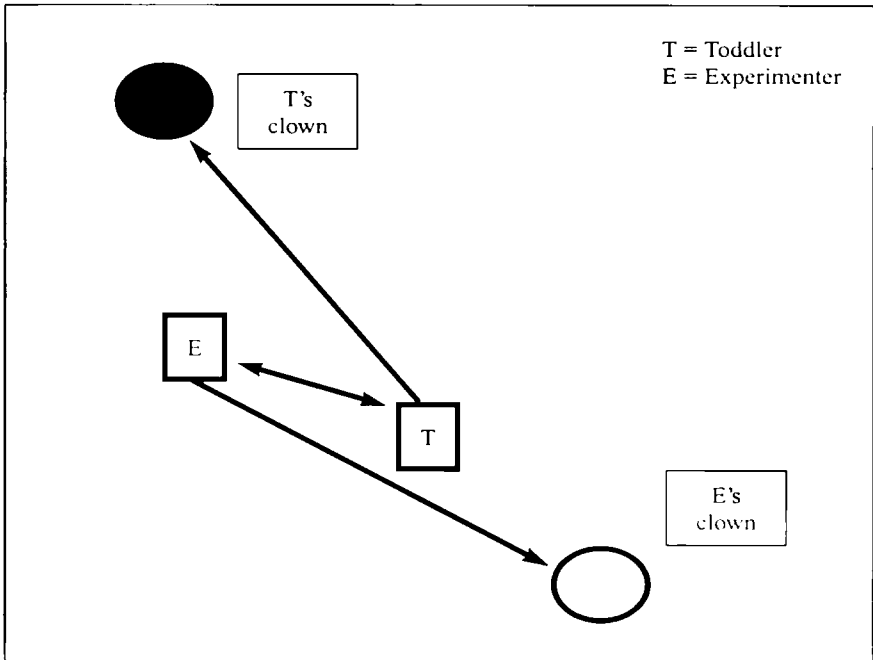 T = Toddler
E = Experimenter
T's
clown
E
T
E's
clown